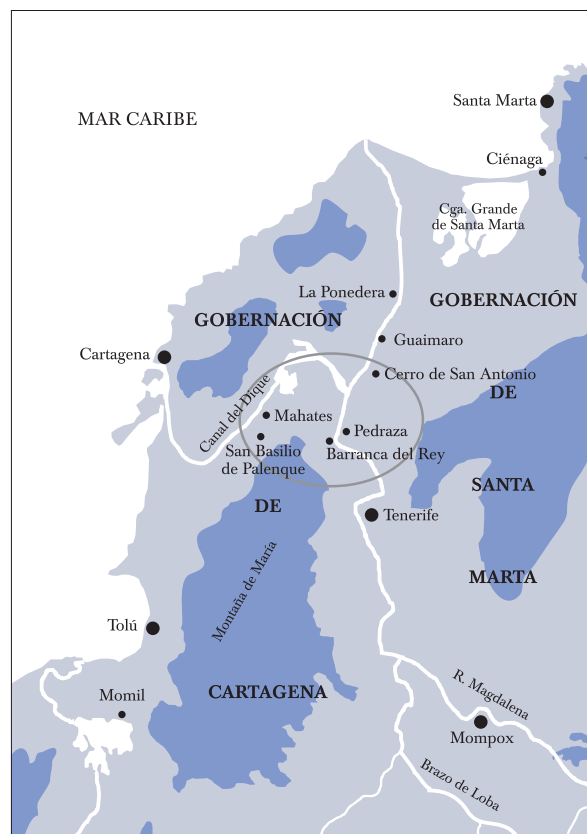 Santa Marta
MAR CARIBE
Ciénaga
Cga. Grande
de Santa Marta
La Ponedera
GOBERNACIÓN
GOBERNACIÓN
Guaimaro
Cartagena
Cerro de San Antonio
DE
Canal del Dique
Mahates
Pedraza
San Basilio
de Palenque
Barranca del Rey
SANTA
DE
Tenerife
Montaña de María
MARTA
Tolú
R. Magdalena
CARTAGENA
Momil
Mompox
Brazo de Loba